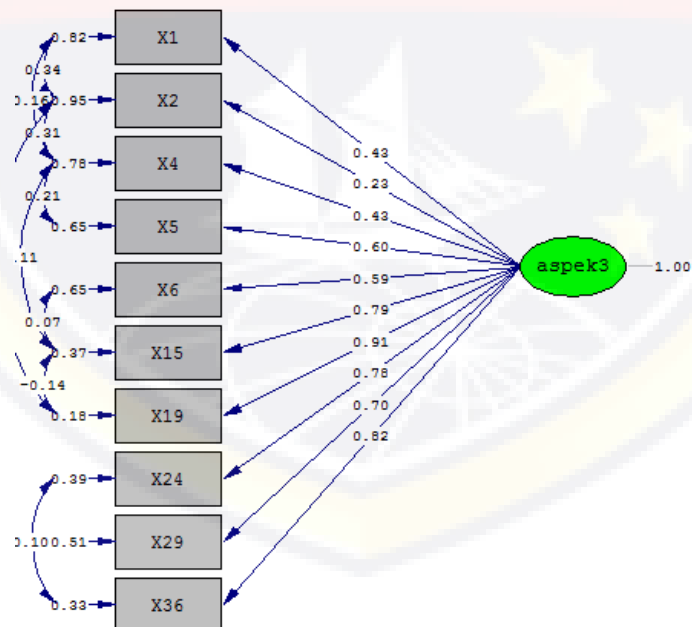 0.82 X1
0.34
0.16 0.95 X2 0.43
0.31 0.23
0.78 X4 0.43
0.21
0.65 X5 0.60
.11 aspek3 1.00
0.65 X6 0.59
0.07 0.79
0.37 X15 0.91
-0.14 0.78
0.18 X19 0.70
0.82
0.39 X24
0.10 0.51 X29
0.33 X36